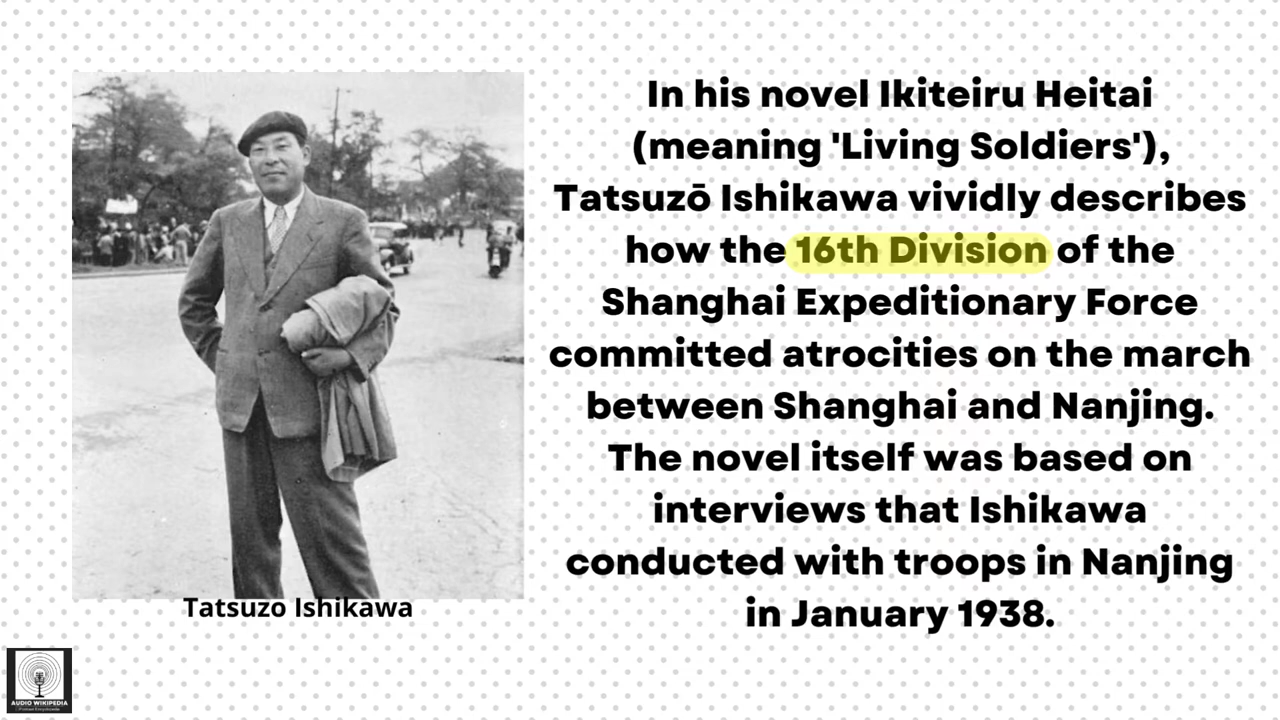 In his novel Ikiteiru Heitai
(meaning 'Living Soldiers'),
Tatsuzō Ishikawa vividly describes
how the 16th Division of the
Shanghai Expeditionary Force
committed atrocities on the march
between Shanghai and Nanjing.
The novel itself was based on
interviews that Ishikawa
conducted with troops in Nanjing
in January 1938.
Tatsuzo Ishikawa
AUDIO WIKIPEDIA